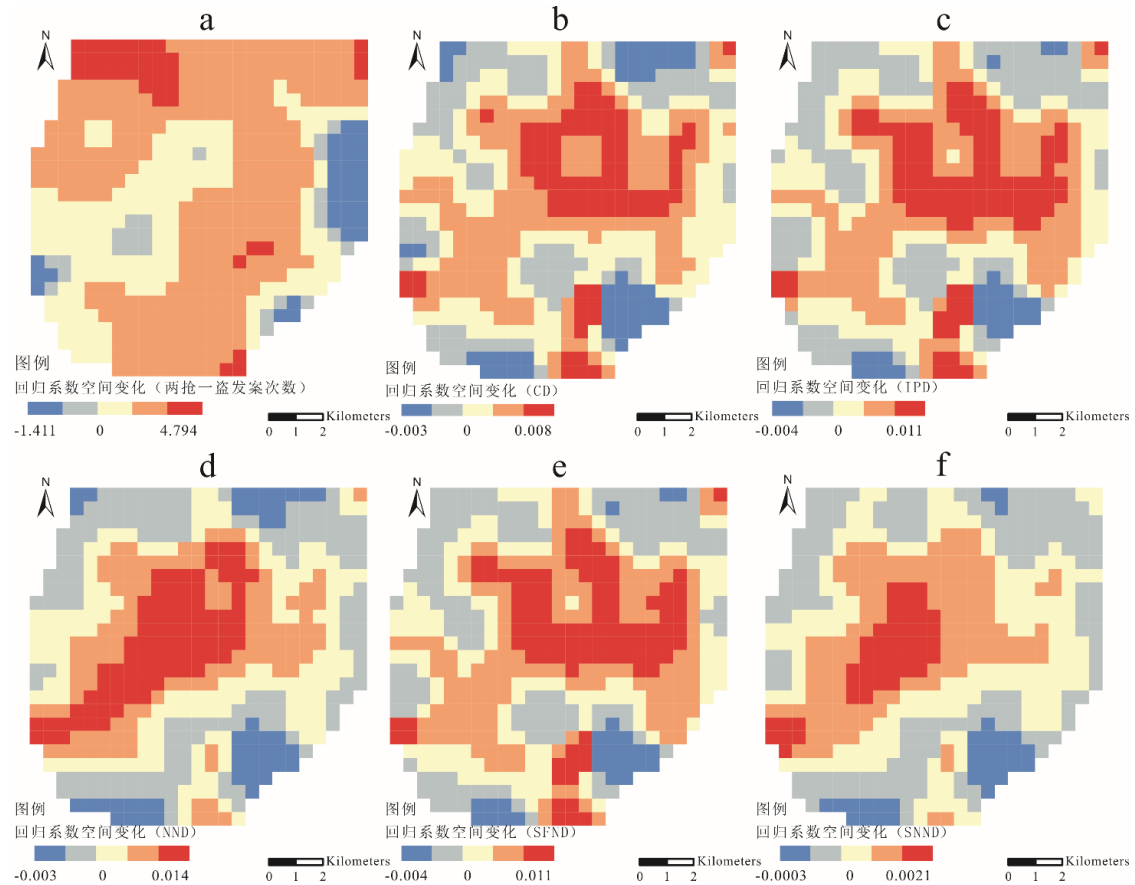 a
b
c
N
N
N
图例
回归系数空间变化（两抢一盗发案次数）
-1.411 0 4.794
Kilometers
0 1 2
图例
回归系数空间变化（CD）
-0.003 0 0.008
Kilometers
0 1 2
图例
回归系数空间变化（IPD）
-0.004 0 0.011
Kilometers
0 1 2
d
e
f
N
N
N
图例
回归系数空间变化（NND）
-0.003 0 0.014
Kilometers
0 1 2
图例
回归系数空间变化（SFND）
-0.004 0 0.011
Kilometers
0 1 2
图例
回归系数空间变化（SNND）
-0.0003 0 0.0021
Kilometers
0 1 2